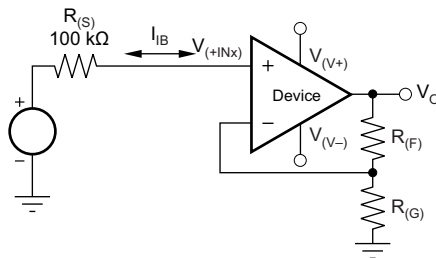 R(S)
100 kΩ
IIB
V(+INx)
V(V+)
+
+
Device
VO
−
−
V(V–)
R(F)
R(G)